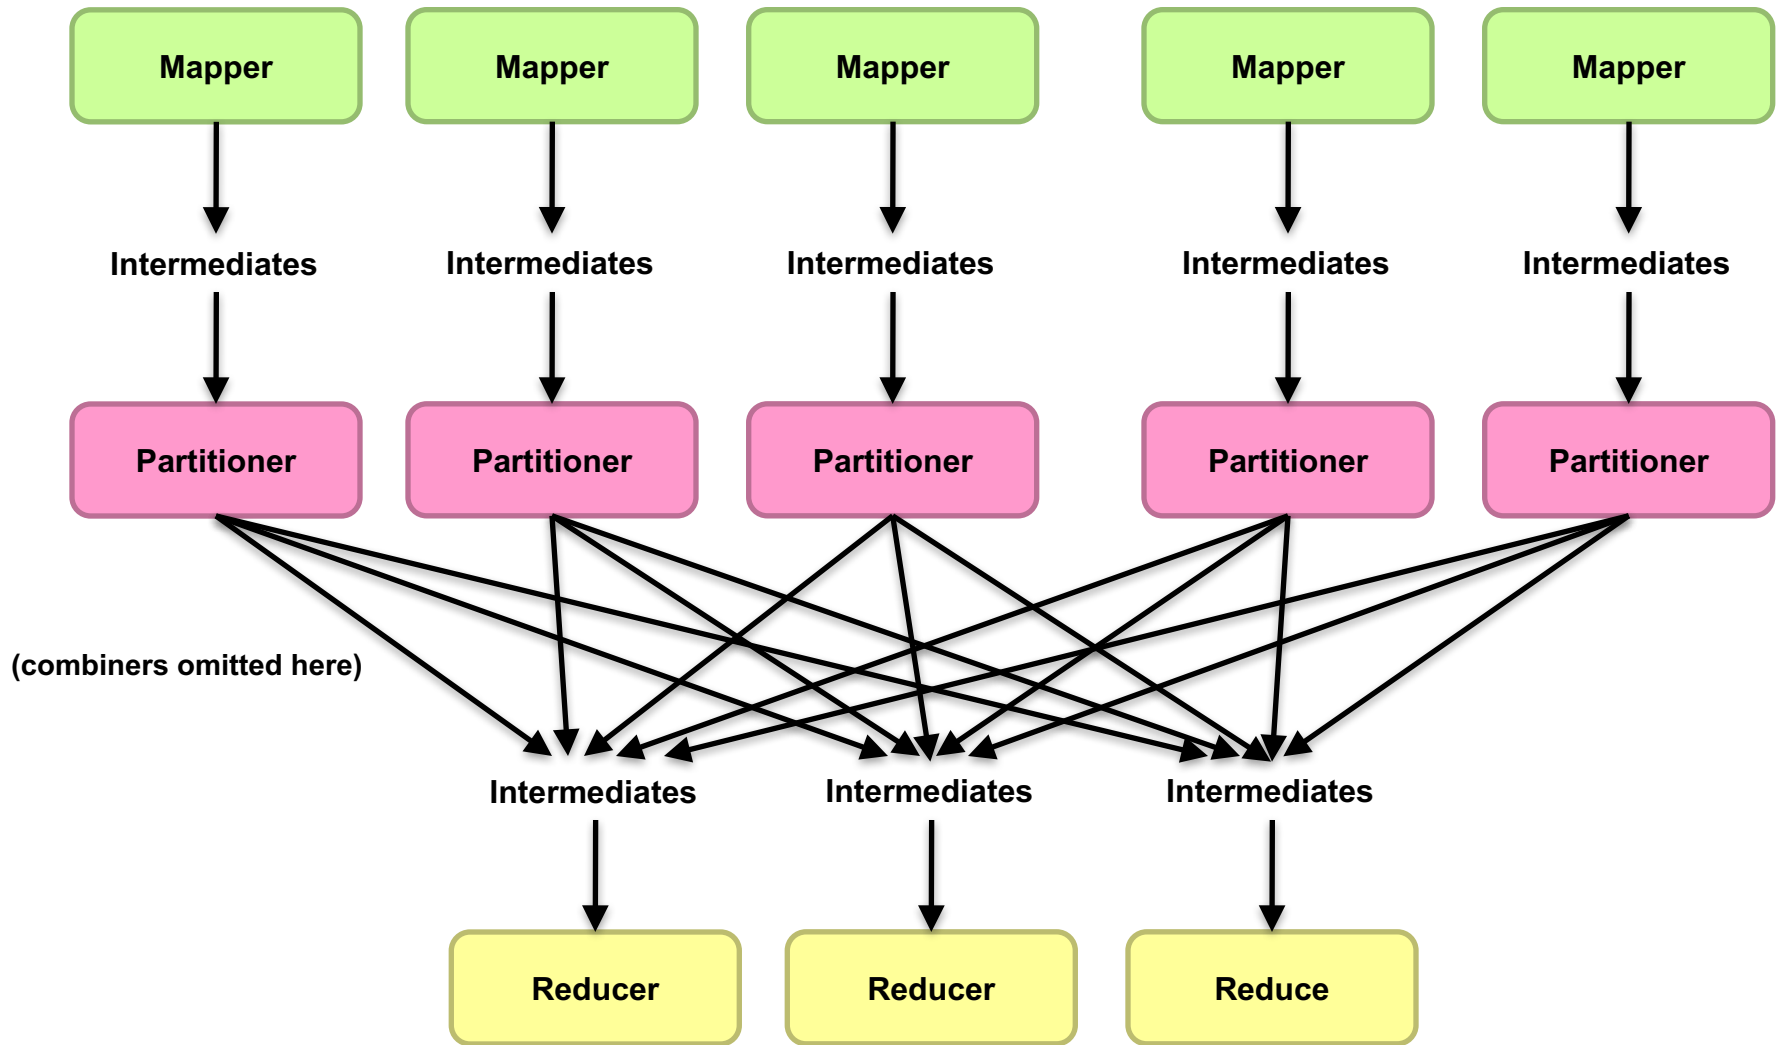 Mapper
Mapper
Mapper
Mapper
Mapper
Intermediates
Intermediates
Intermediates
Intermediates
Intermediates
Partitioner
Partitioner
Partitioner
Partitioner
Partitioner
(combiners omitted here)
Intermediates
Intermediates
Intermediates
Reducer
Reducer
Reduce